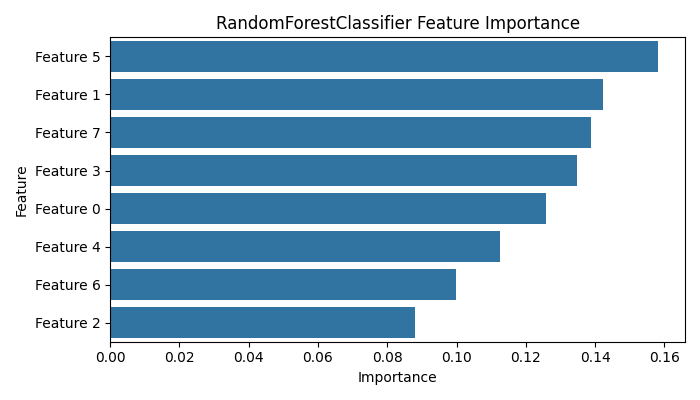 RandomForestClassifier Feature Importance
Feature 5
Feature 1
Feature 7
Feature 3
Feature 0
Feature 4
Feature 6
Feature 2
Feature
0.00 0.02 0.04 0.06 0.08 0.10 0.12 0.14 0.16
Importance